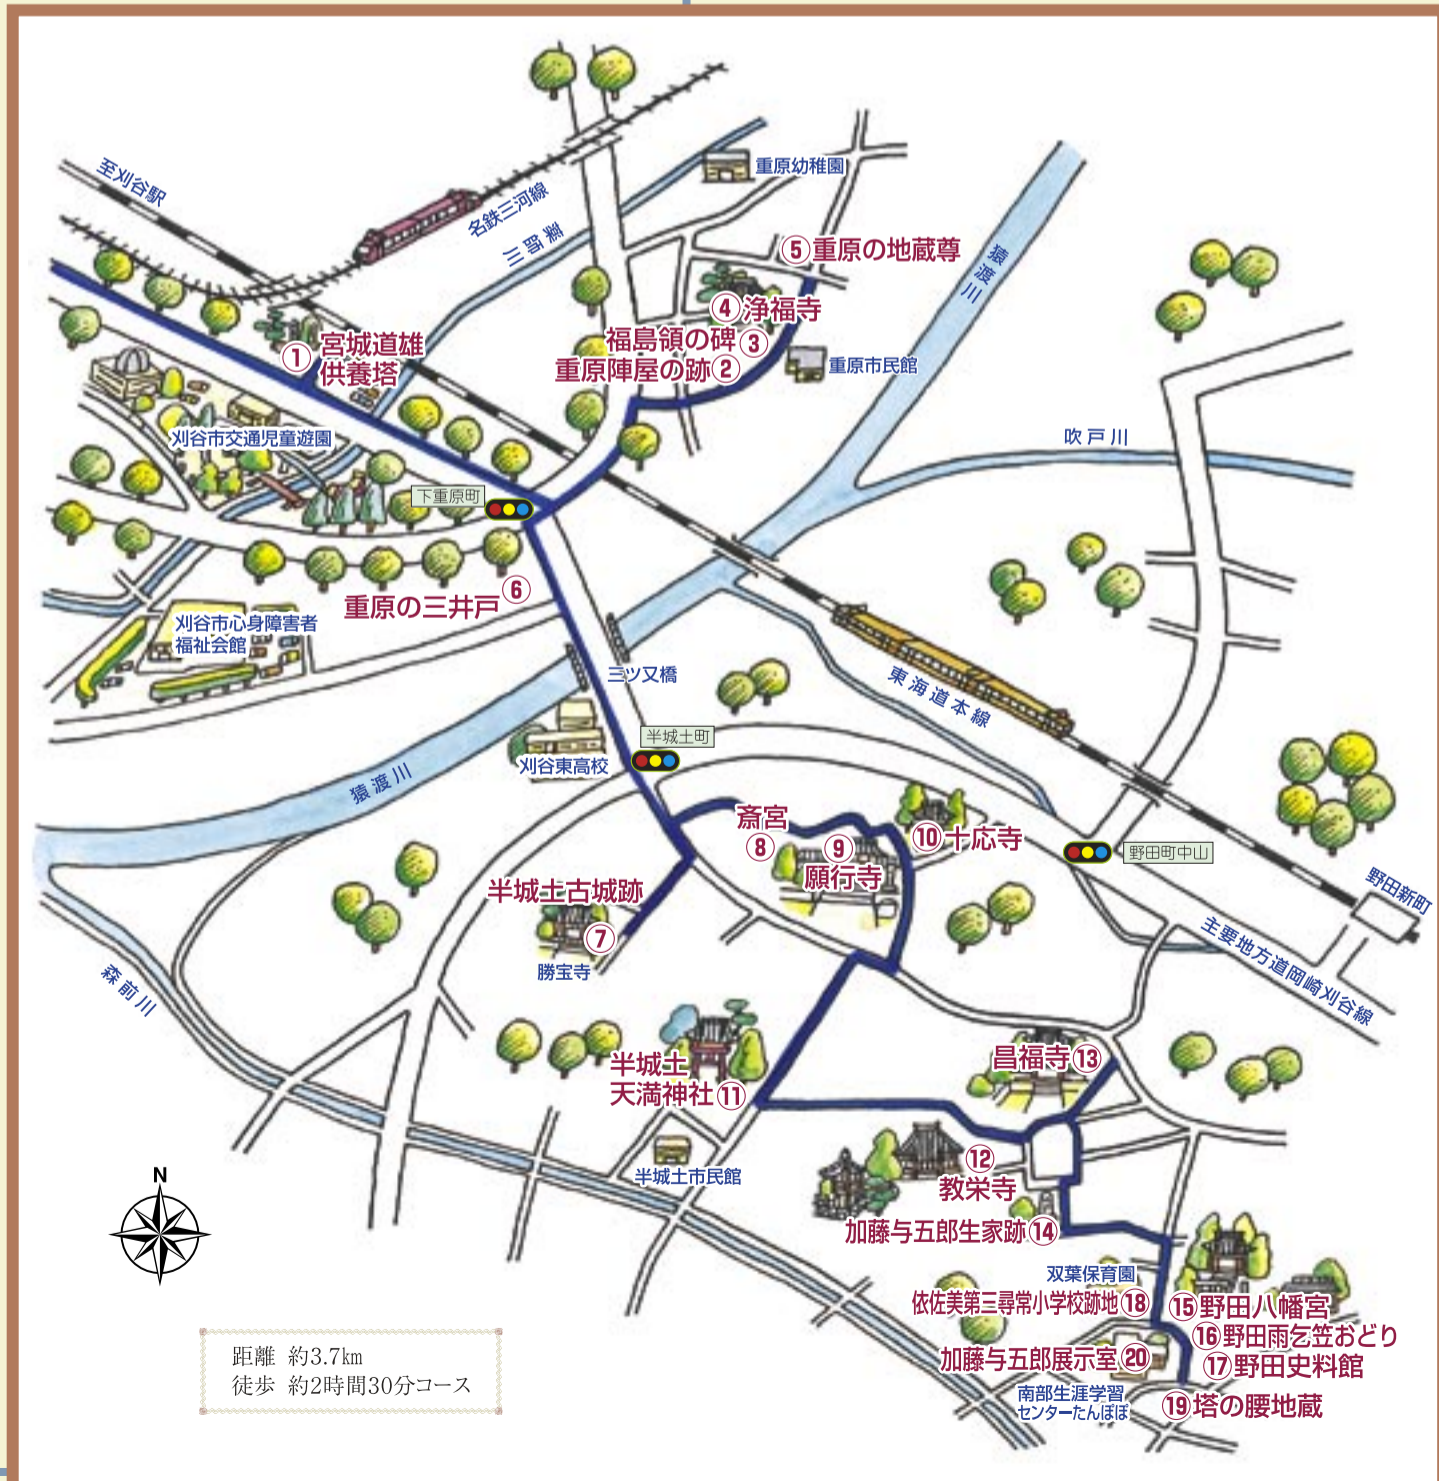 至刈谷駅
名鉄三河線
重原幼稚園
⑤重原の地蔵尊
猿渡川
④浄福寺
福島領の碑③
重原陣屋の跡②
重原市民館
①宮城道雄
供養塔
刈谷市交通児童遊園
吹戸川
下重原町
⑥
重原の三井戸
刈谷市心身障害者
福祉会館
三ツ又橋
東海道本線
半城土町
刈谷東高校
猿渡川
斎宮
⑧
⑨
願行寺
⑩十応寺
野田町中山
野田新町
半城土古城跡
⑦
勝宝寺
主要地方道岡崎刈谷線
森前川
半城土
天満神社⑪
昌福寺⑬
半城土市民館
⑫
教栄寺
加藤与五郎生家跡⑭
双葉保育園
依佐美第三尋常小学校跡地⑱
⑮野田八幡宮
⑯野田雨乞笠おどり
⑰野田史料館
加藤与五郎展示室⑳
南部生涯学習
センターたんぽぽ
⑲塔の腰地蔵
N
距離 約3.7km
徒歩 約2時間30分コース